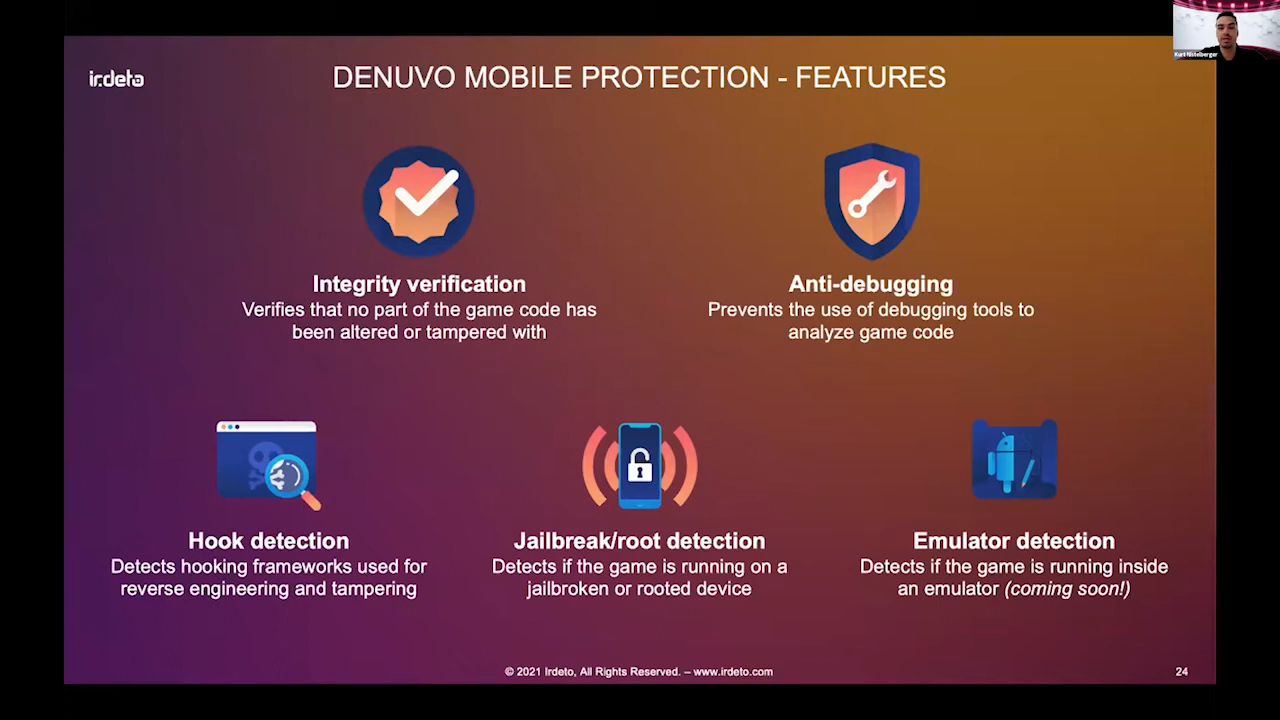 Kurt Nistelberger
irdeto
DENUVO MOBILE PROTECTION - FEATURES
Integrity verification
Verifies that no part of the game code has
been altered or tampered with
Anti-debugging
Prevents the use of debugging tools to
analyze game code
Hook detection
Detects hooking frameworks used for
reverse engineering and tampering
Jailbreak/root detection
Detects if the game is running on a
jailbroken or rooted device
Emulator detection
Detects if the game is running inside
an emulator (coming soon!)
© 2021 Irdeto, All Rights Reserved. – www.irdeto.com
24